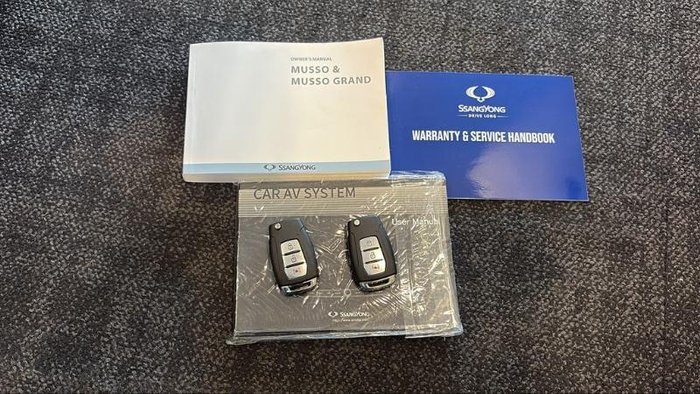 OWNER'S MANUAL
MUSSO &
MUSSO GRAND
SSANGYONG
SSANGYONG
DRIVE LONG
WARRANTY & SERVICE HANDBOOK
CAR AV SYSTEM
User Manual
SSANGYONG